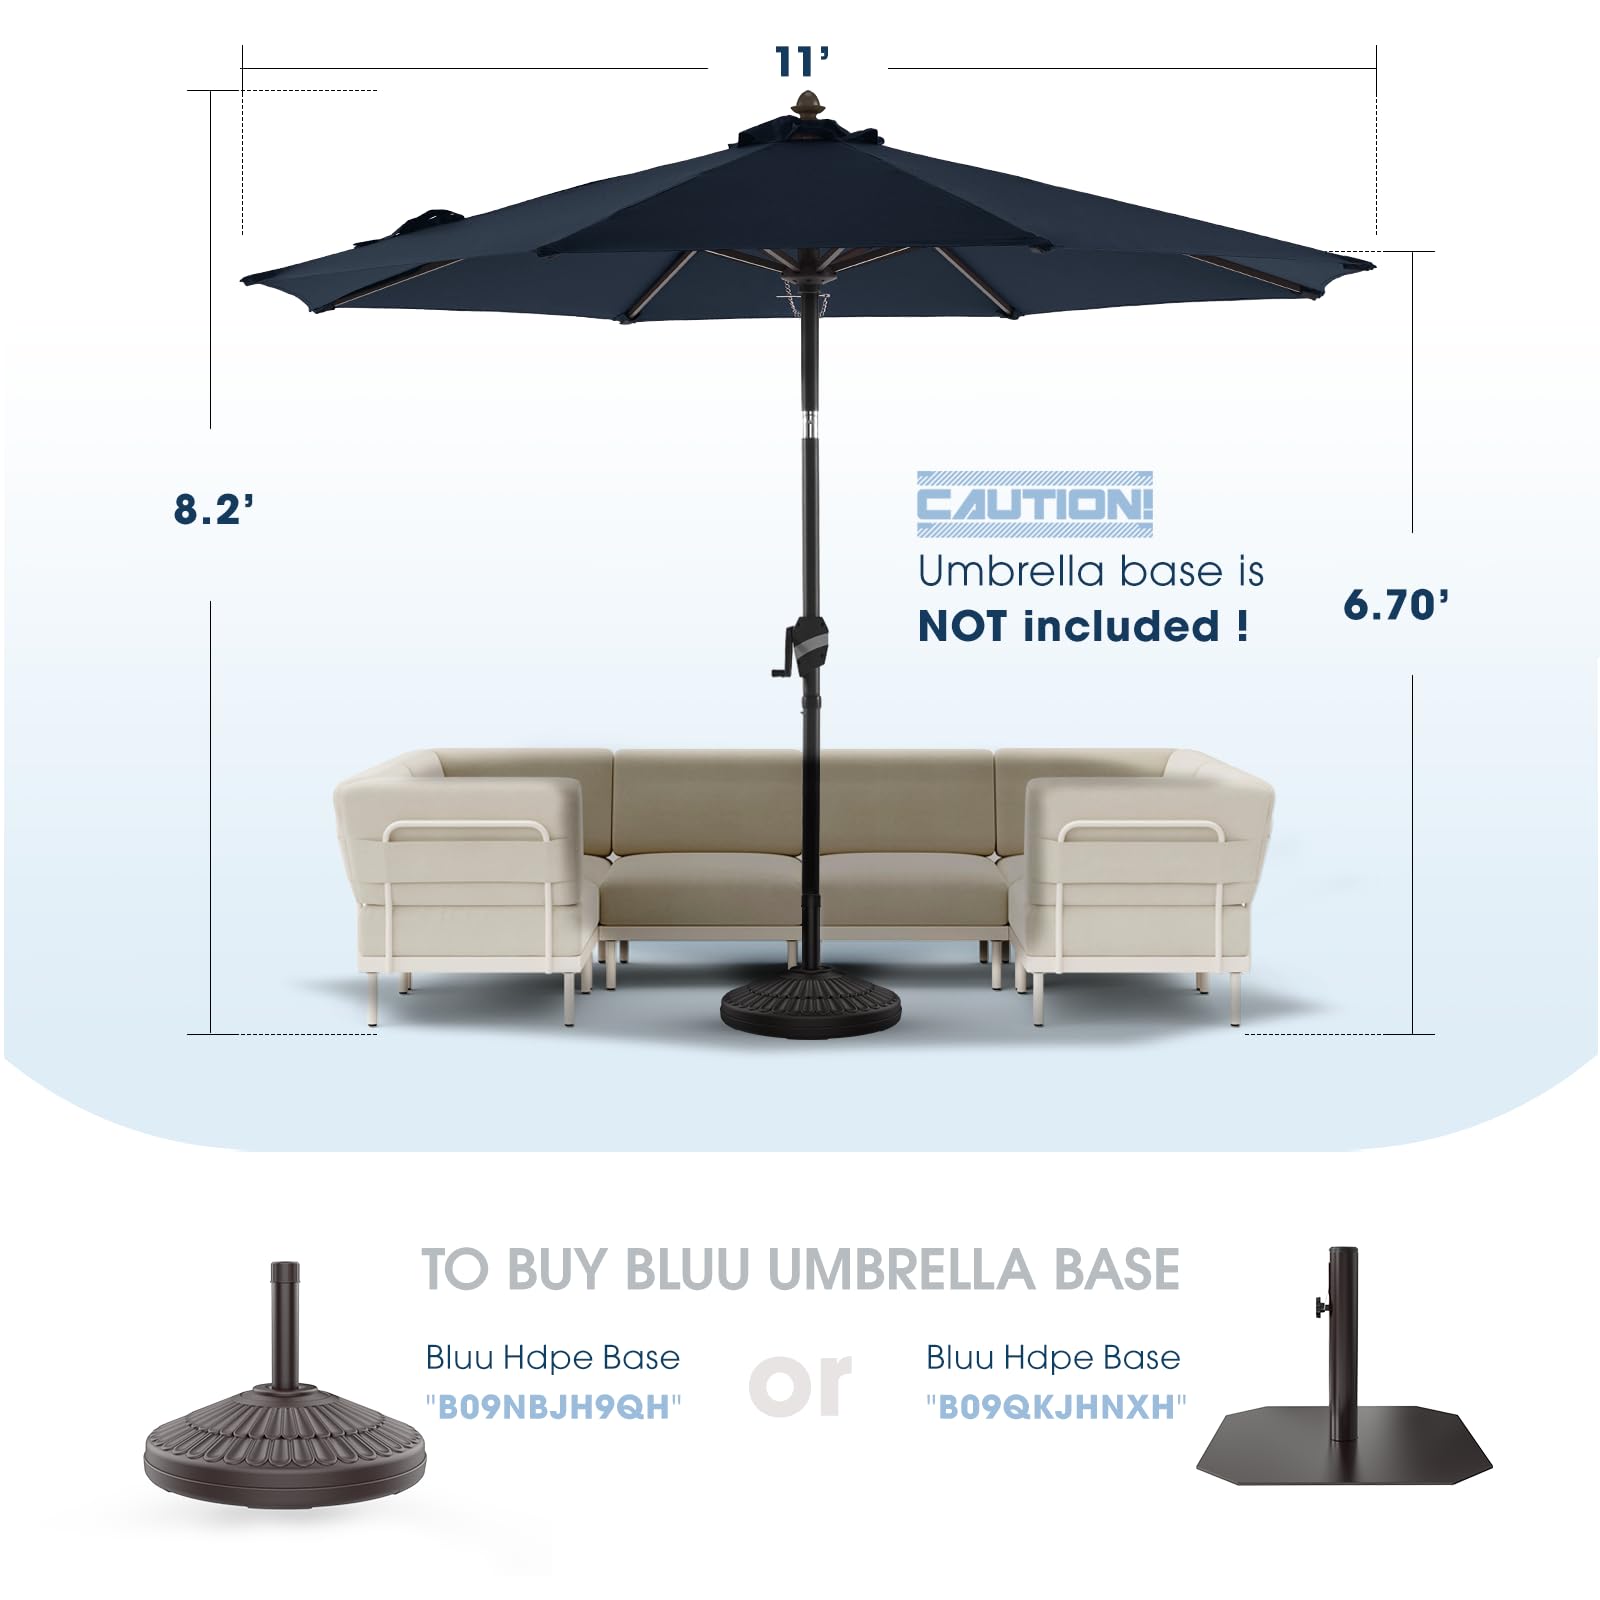 11’
8.2’
CAUTION!
Umbrella base is
NOT included !
6.70’
TO BUY BLUU UMBRELLA BASE
Bluu Hdpe Base
"B09NBJH9QH"
or
Bluu Hdpe Base
"B09QKJHNXH"